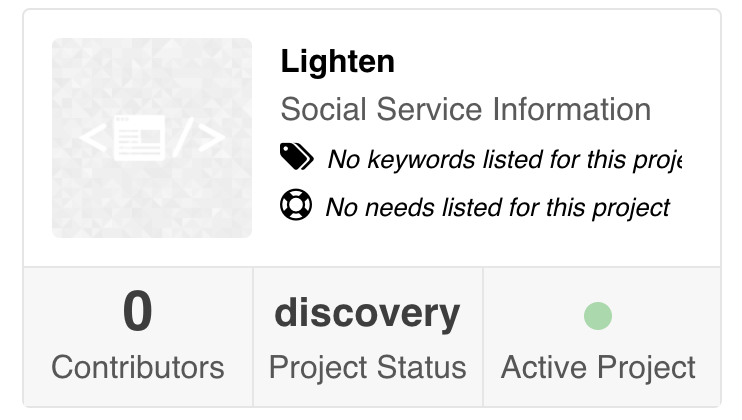 Lighten
Social Service Information
No keywords listed for this proje
No needs listed for this project
0
Contributors
discovery
Project Status
Active Project